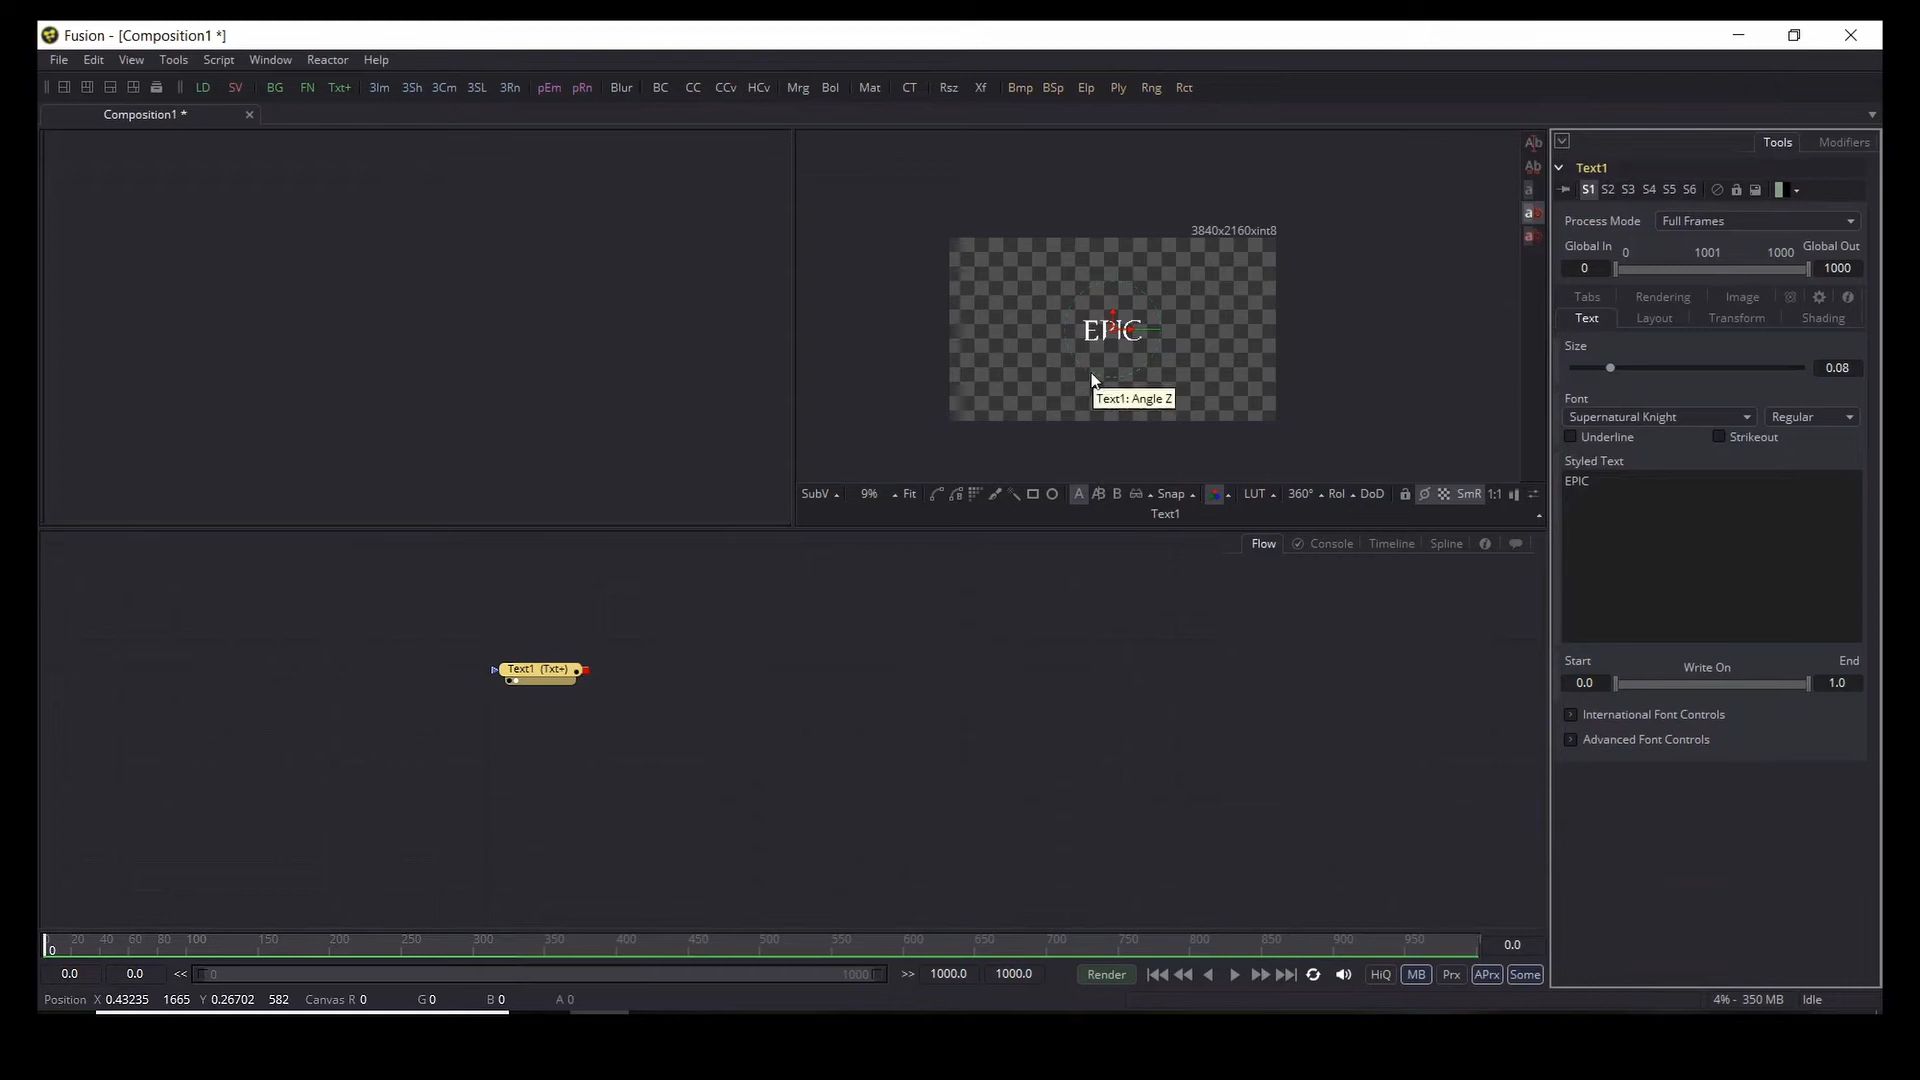 Fusion - [Composition1 *]
File Edit View Tools Script Window Reactor Help
LD SV BG FN Txt+ 3Im 3Sh 3Cm 3SL 3Rn pEm pRn Blur BC CC CCv HCv Mrg Bol Mat CT Rsz Xf Bmp BSp Elp Ply Rng Rct
Composition1 *
3840x2160xint8
EPIC
Text1: Angle Z
SubV 9% Fit A B Snap LUT 360° RoI DoD SmR 1:1
Text1
Tools Modifiers
Text1
S1 S2 S3 S4 S5 S6
Process Mode Full Frames
Global In 0 1001 1000 Global Out
0 1000
Tabs Rendering Image
Text Layout Transform Shading
Size
0.08
Font
Supernatural Knight Regular
Underline Strikeout
Styled Text
EPIC
Start Write On End
0.0 1.0
International Font Controls
Advanced Font Controls
Flow Console Timeline Spline
Text1 (Txt+)
0 20 40 60 80 100 150 200 250 300 350 400 450 500 550 600 650 700 750 800 850 900 950 0.0
0
0.0 0.0 << 0 1000 >> 1000.0 1000.0 Render HiQ MB Prx APrx Some
Position X 0.43235 1665 Y 0.26702 582 Canvas R 0 G 0 B 0 A 0 4% - 350 MB Idle